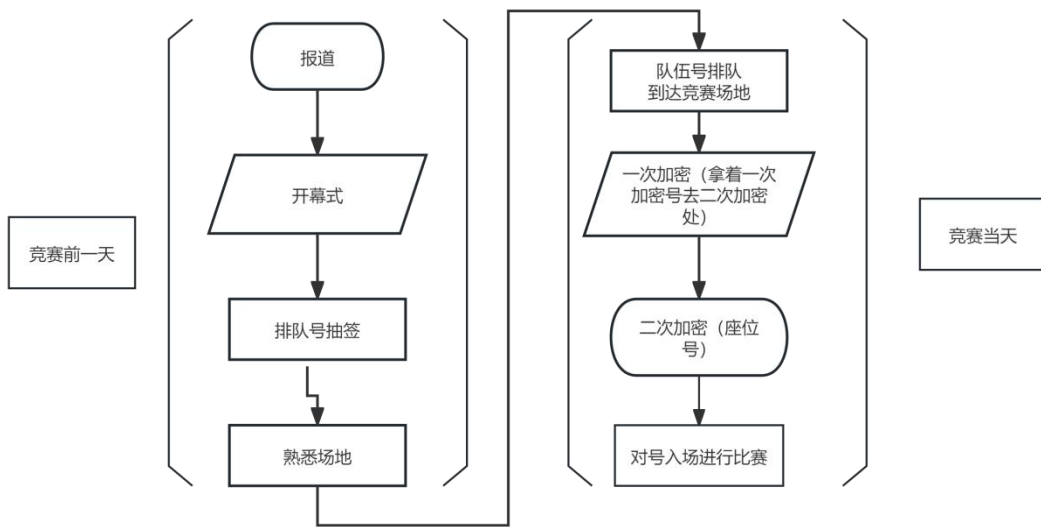 竞赛前一天
报道
开幕式
排队号抽签
熟悉场地
队伍号排队
到达竞赛场地
一次加密（拿着一次
加密号去二次加密
处）
二次加密（座位
号）
对号入场进行比赛
竞赛当天